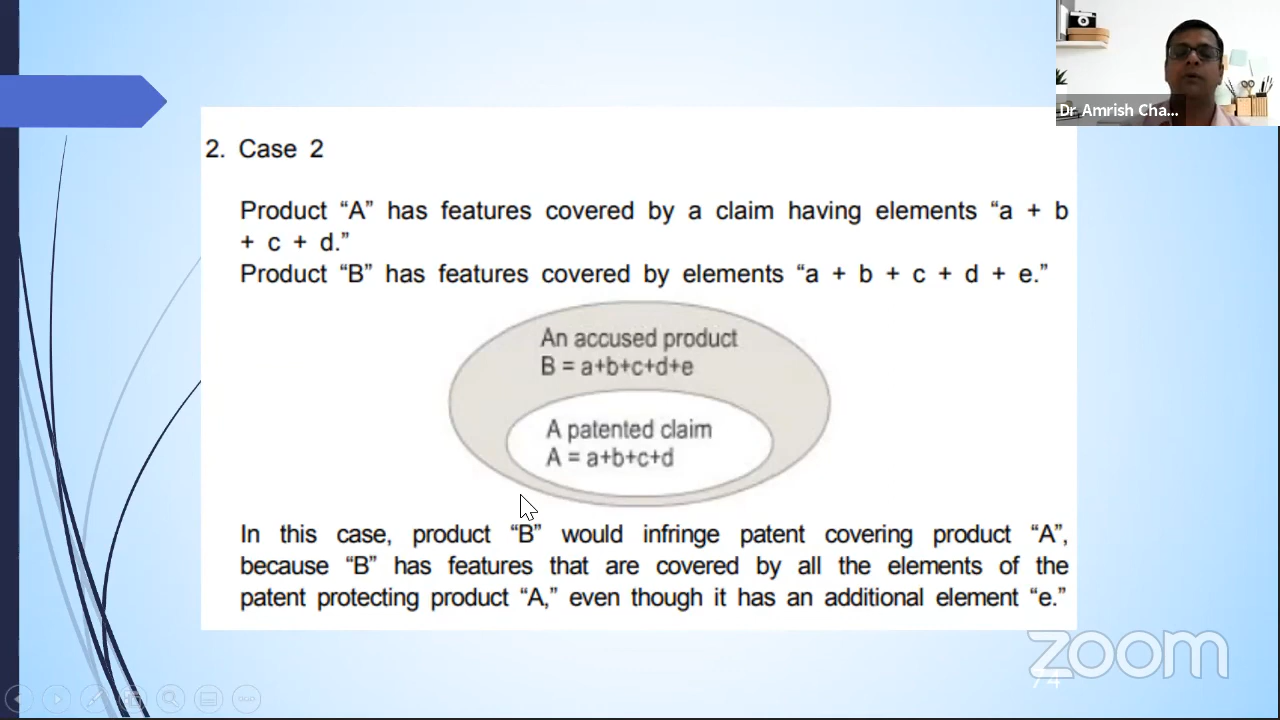 Dr Amrish Cha...
2. Case 2
Product “A” has features covered by a claim having elements “a + b
+ c + d.”
Product “B” has features covered by elements “a + b + c + d + e.”
An accused product
B = a+b+c+d+e
A patented claim
A = a+b+c+d
In this case, product “B” would infringe patent covering product “A”,
because “B” has features that are covered by all the elements of the
patent protecting product “A,” even though it has an additional element “e.”
zoom
74